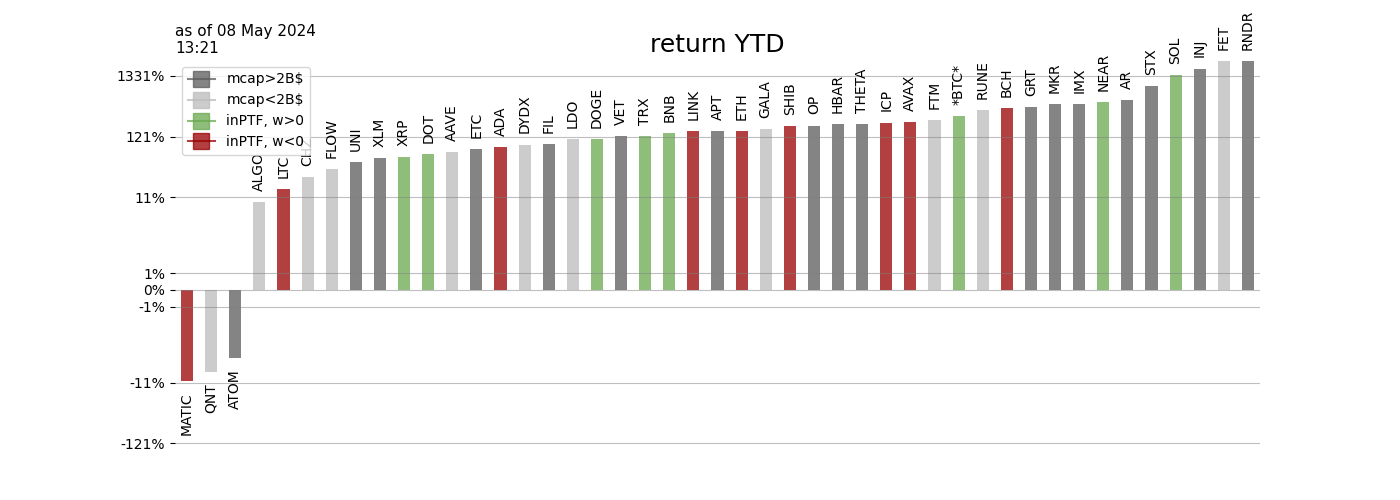 as of 08 May 2024
13:21
return YTD
mcap>2B$
mcap<2B$
inPTF, w>0
inPTF, w<0
1331%
121%
11%
1%
0%
-1%
-11%
-121%
MATIC
QNT
ATOM
ALGO
LTC
CHZ
FLOW
UNI
XLM
XRP
DOT
AAVE
ETC
ADA
DYDX
FIL
LDO
DOGE
VET
TRX
BNB
LINK
APT
ETH
GALA
SHIB
OP
HBAR
THETA
ICP
AVAX
FTM
*BTC*
RUNE
BCH
GRT
MKR
IMX
NEAR
AR
STX
SOL
INJ
FET
RNDR